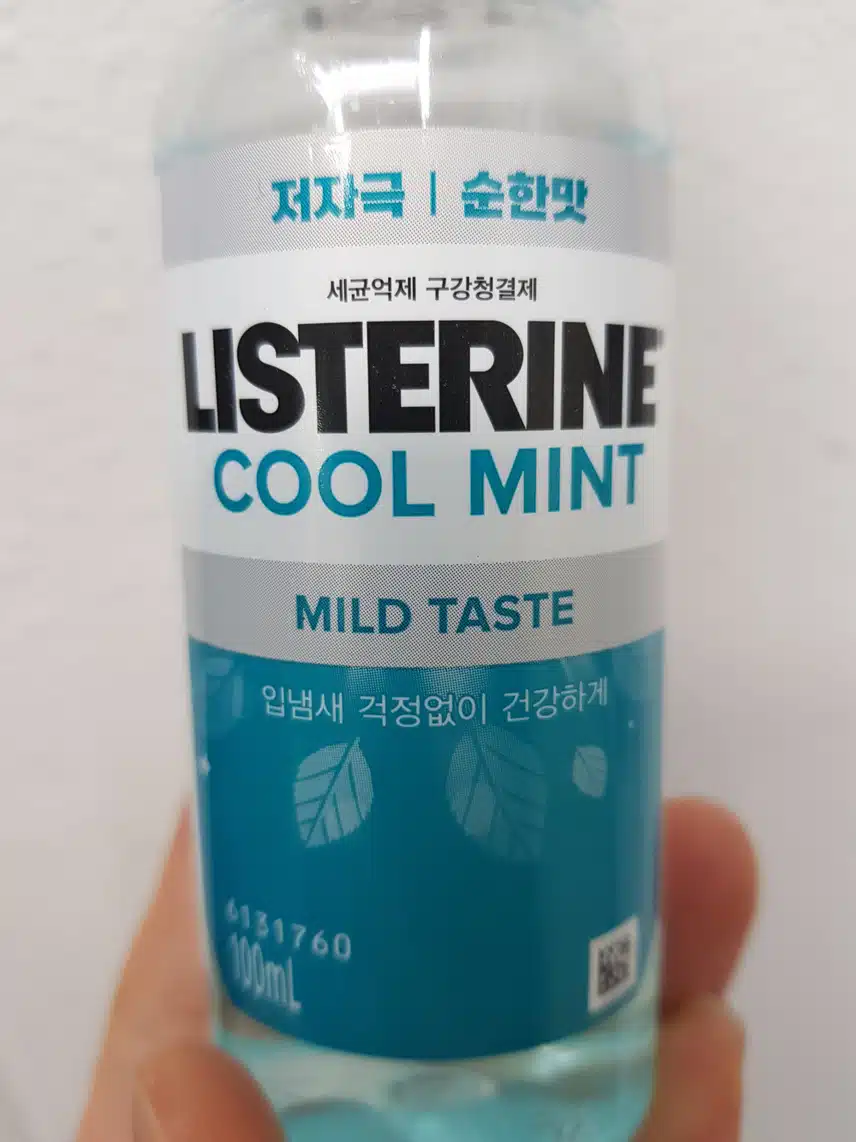 저자극 | 순한맛
세균억제 구강청결제
LISTERINE
COOL MINT
MILD TASTE
입냄새 걱정없이 건강하게
6131760
100mL